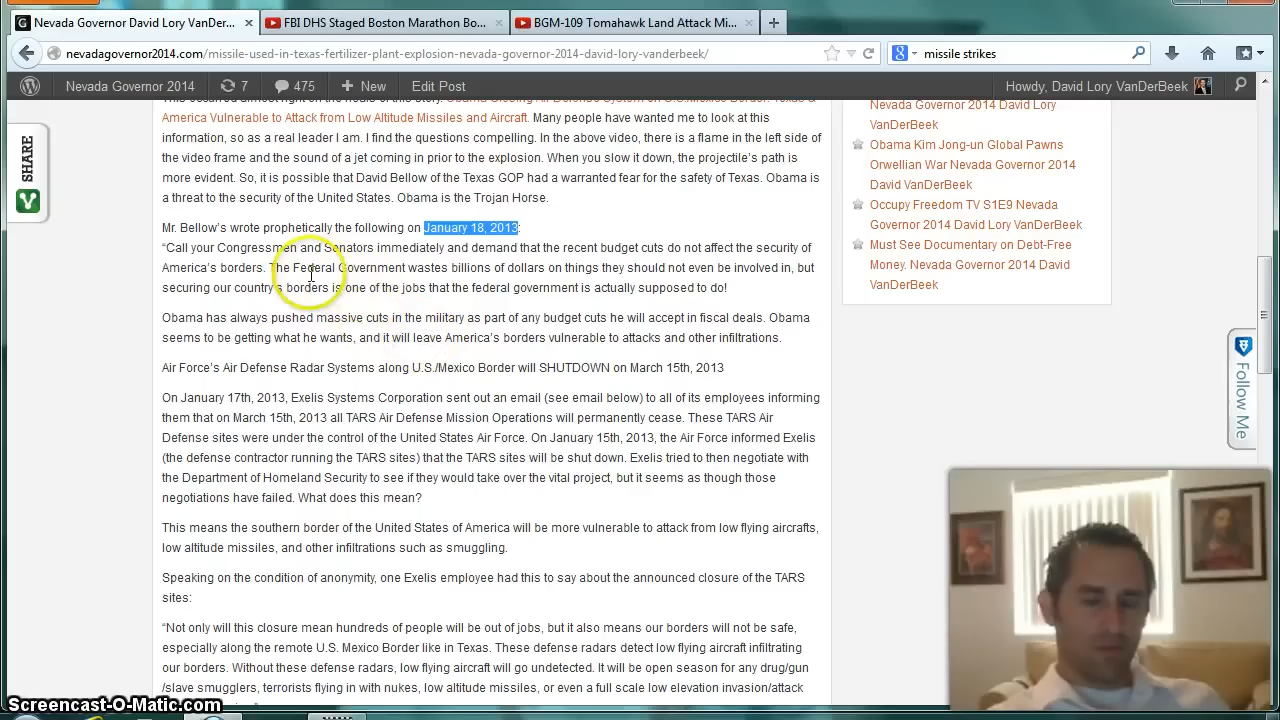 Nevada Governor David Lory VanDer...
FBI DHS Staged Boston Marathon Bo...
BGM-109 Tomahawk Land Attack Mi...
nevadagovernor2014.com/missile-used-in-texas-fertilizer-plant-explosion-nevada-governor-2014-david-lory-vanderbeek/
missile strikes
Nevada Governor 2014
7
475
New
Edit Post
Howdy, David Lory VanDerBeek
SHARE
This occurred almost right on the heels of this story. Obama Closing Air Defense System on U.S./Mexico Border: Texas &
America Vulnerable to Attack from Low Altitude Missiles and Aircraft. Many people have wanted me to look at this
information, so as a real leader I am. I find the questions compelling. In the above video, there is a flame in the left side of
the video frame and the sound of a jet coming in prior to the explosion. When you slow it down, the projectile's path is
more evident. So, it is possible that David Bellow of the Texas GOP had a warranted fear for the safety of Texas. Obama is
a threat to the security of the United States. Obama is the Trojan Horse.
Mr. Bellow's wrote prophetically the following on January 18, 2013:
“Call your Congressmen and Senators immediately and demand that the recent budget cuts do not affect the security of
America's borders. The Federal Government wastes billions of dollars on things they should not even be involved in, but
securing our country's borders is one of the jobs that the federal government is actually supposed to do!
Obama has always pushed massive cuts in the military as part of any budget cuts he will accept in fiscal deals. Obama
seems to be getting what he wants, and it will leave America's borders vulnerable to attacks and other infiltrations.
Air Force's Air Defense Radar Systems along U.S./Mexico Border will SHUTDOWN on March 15th, 2013
On January 17th, 2013, Exelis Systems Corporation sent out an email (see email below) to all of its employees informing
them that on March 15th, 2013 all TARS Air Defense Mission Operations will permanently cease. These TARS Air
Defense sites were under the control of the United States Air Force. On January 15th, 2013, the Air Force informed Exelis
(the defense contractor running the TARS sites) that the TARS sites will be shut down. Exelis tried to then negotiate with
the Department of Homeland Security to see if they would take over the vital project, but it seems as though those
negotiations have failed. What does this mean?
This means the southern border of the United States of America will be more vulnerable to attack from low flying aircrafts,
low altitude missiles, and other infiltrations such as smuggling.
Speaking on the condition of anonymity, one Exelis employee had this to say about the announced closure of the TARS
sites:
“Not only will this closure mean hundreds of people will be out of jobs, but it also means our borders will not be safe,
especially along the remote U.S. Mexico Border like in Texas. These defense radars detect low flying aircraft infiltrating
our borders. Without these defense radars, low flying aircraft will go undetected. It will be open season for any drug/gun
/slave smugglers, terrorists flying in with nukes, low altitude missiles, or even a full scale low elevation invasion/attack
Nevada Governor 2014 David Lory
VanDerBeek
Obama Kim Jong-un Global Pawns
Orwellian War Nevada Governor 2014
David VanDerBeek
Occupy Freedom TV S1E9 Nevada
Governor 2014 David Lory VanDerBeek
Must See Documentary on Debt-Free
Money. Nevada Governor 2014 David
Lory VanDerBeek
Follow Me
Screencast-O-Matic.com